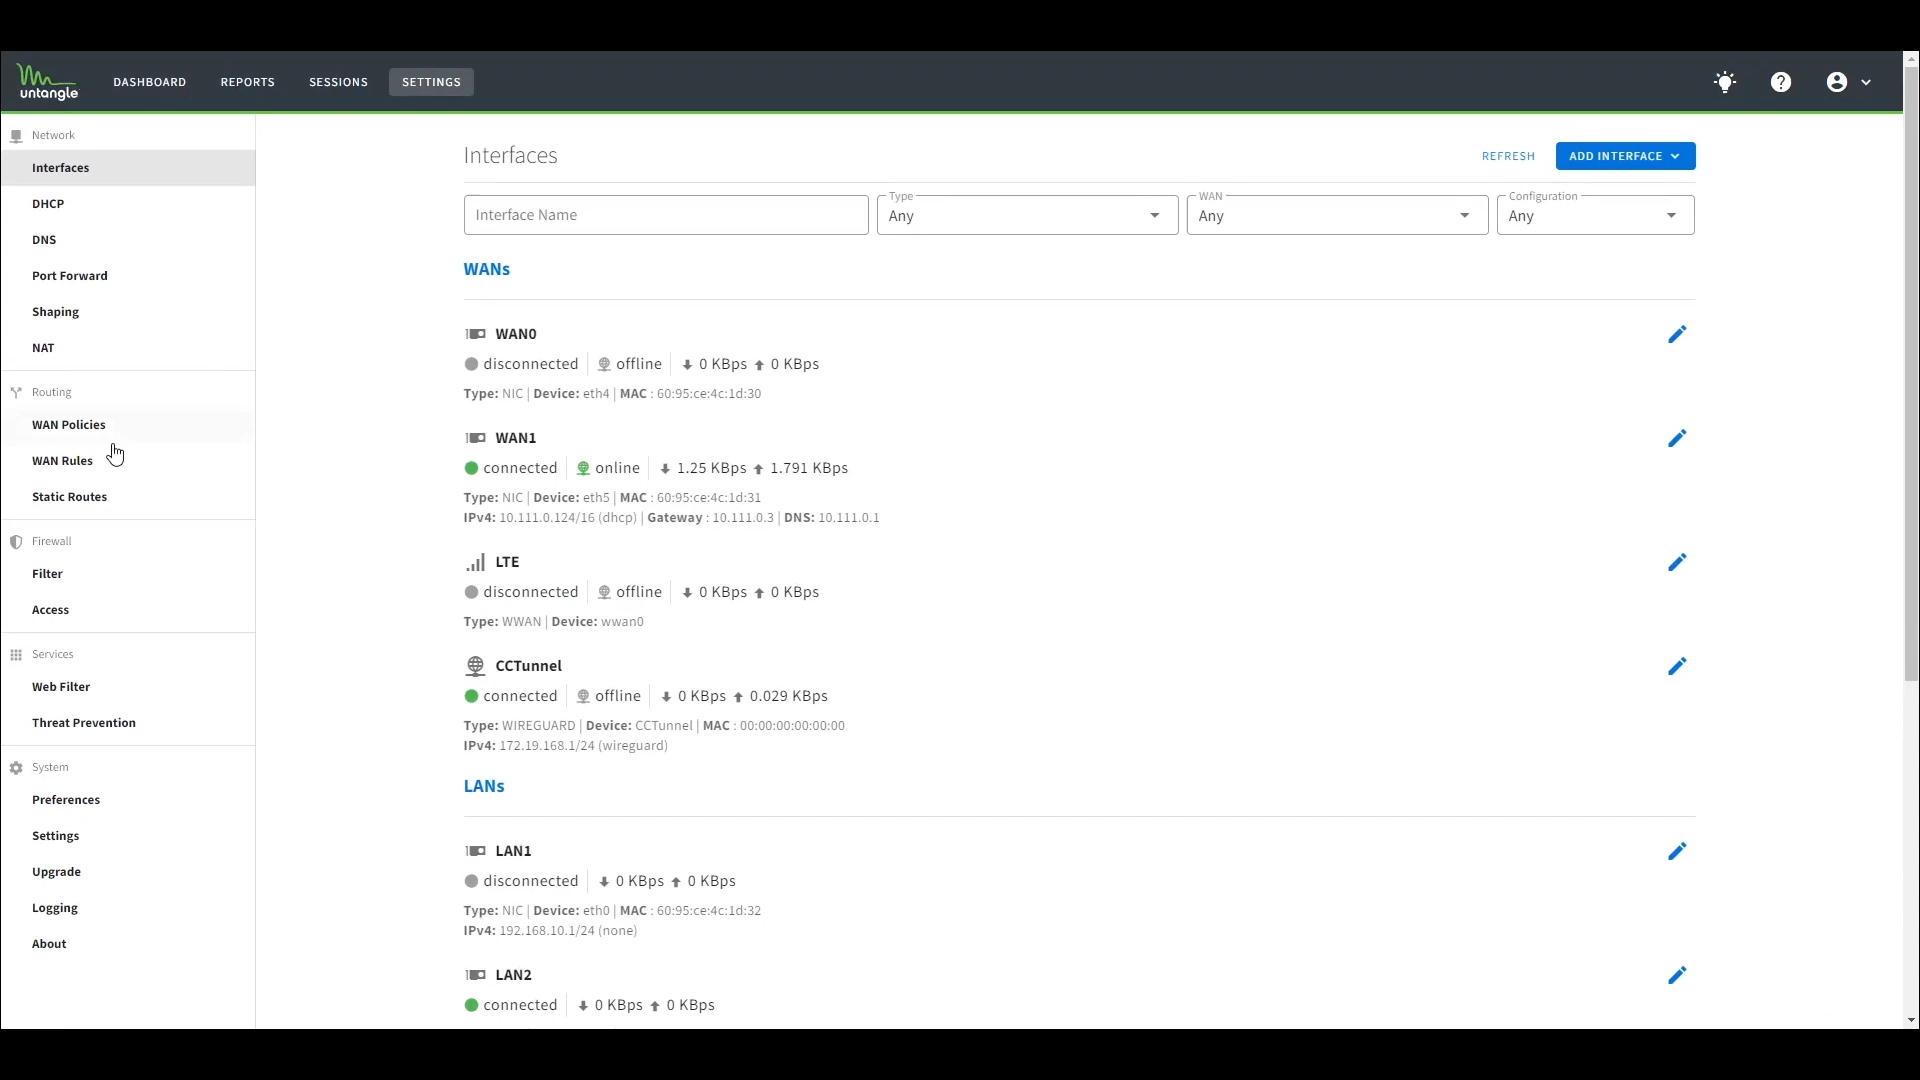 untangle
DASHBOARD
REPORTS
SESSIONS
SETTINGS
Network
Interfaces
DHCP
DNS
Port Forward
Shaping
NAT
Routing
WAN Policies
WAN Rules
Static Routes
Firewall
Filter
Access
Services
Web Filter
Threat Prevention
System
Preferences
Settings
Upgrade
Logging
About
Interfaces
REFRESH
ADD INTERFACE
Interface Name
Type
Any
WAN
Any
Configuration
Any
WANs
WAN0
disconnected offline 0 KBps 0 KBps
Type: NIC | Device: eth4 | MAC : 60:95:ce:4c:1d:30
WAN1
connected online 1.25 KBps 1.791 KBps
Type: NIC | Device: eth5 | MAC : 60:95:ce:4c:1d:31
IPv4: 10.111.0.124/16 (dhcp) | Gateway : 10.111.0.3 | DNS: 10.111.0.1
LTE
disconnected offline 0 KBps 0 KBps
Type: WWAN | Device: wwan0
CCTunnel
connected offline 0 KBps 0.029 KBps
Type: WIREGUARD | Device: CCTunnel | MAC : 00:00:00:00:00:00
IPv4: 172.19.168.1/24 (wireguard)
LANs
LAN1
disconnected 0 KBps 0 KBps
Type: NIC | Device: eth0 | MAC : 60:95:ce:4c:1d:32
IPv4: 192.168.10.1/24 (none)
LAN2
connected 0 KBps 0 KBps